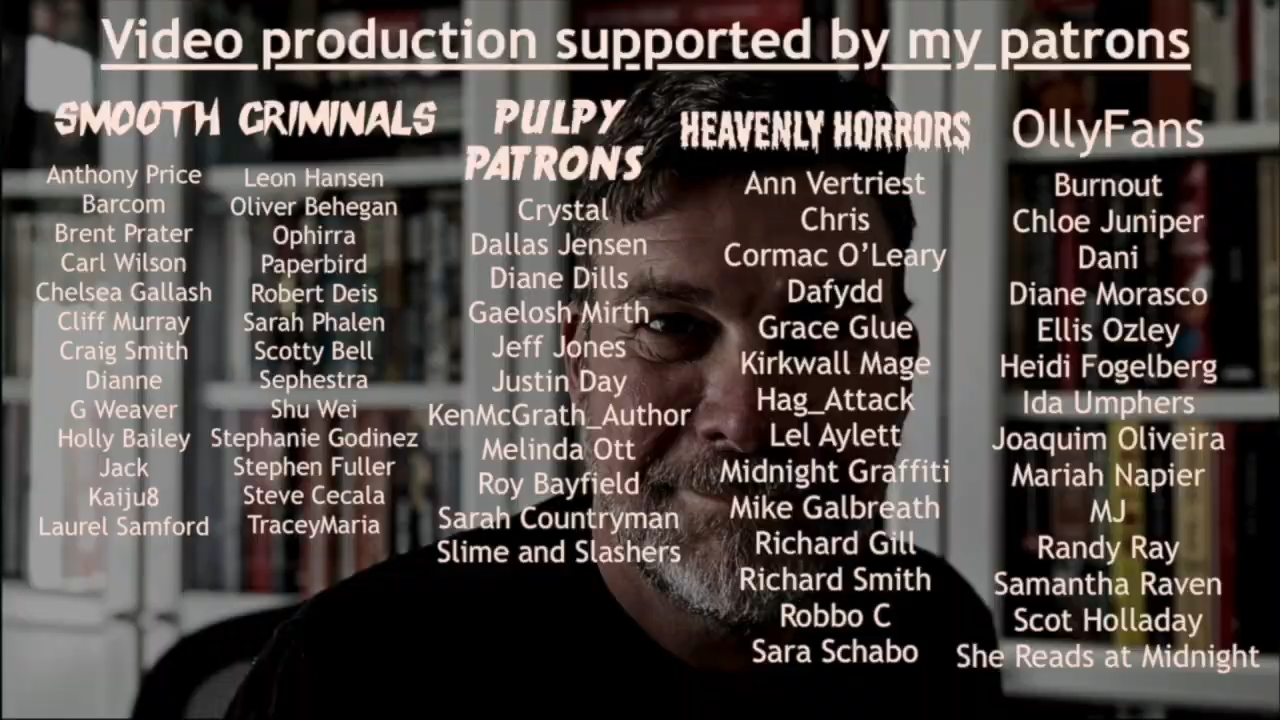 Video production supported by my patrons
SMOOTH CRIMINALS
Anthony Price
Barcom
Brent Prater
Carl Wilson
Chelsea Gallash
Cliff Murray
Craig Smith
Dianne
G Weaver
Holly Bailey
Jack
Kaiju8
Laurel Samford
Leon Hansen
Oliver Behegan
Ophirra
Paperbird
Robert Deis
Sarah Phalen
Scotty Bell
Sephestra
Shu Wei
Stephanie Godinez
Stephen Fuller
Steve Cecala
TraceyMaria
PULPY
PATRONS
Crystal
Dallas Jensen
Diane Dills
Gaelosh Mirth
Jeff Jones
Justin Day
KenMcGrath_Author
Melinda Ott
Roy Bayfield
Sarah Countryman
Slime and Slashers
HEAVENLY HORRORS
Ann Vertriest
Chris
Cormac O’Leary
Dafydd
Grace Glue
Kirkwall Mage
Hag_Attack
Lel Aylett
Midnight Graffiti
Mike Galbreath
Richard Gill
Richard Smith
Robbo C
Sara Schabo
OllyFans
Burnout
Chloe Juniper
Dani
Diane Morasco
Ellis Ozley
Heidi Fogelberg
Ida Umphers
Joaquim Oliveira
Mariah Napier
MJ
Randy Ray
Samantha Raven
Scot Holladay
She Reads at Midnight